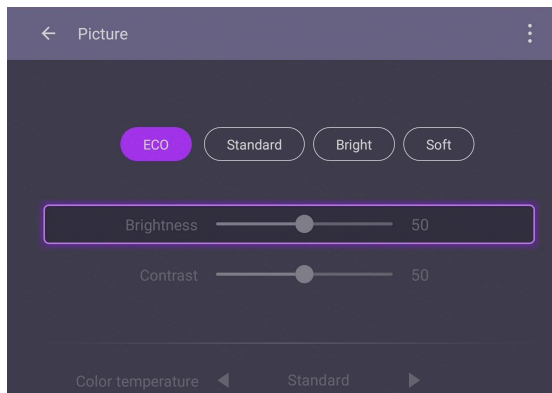 Picture
ECO Standard Bright Soft
Brightness 50
Contrast 50
Color temperature Standard